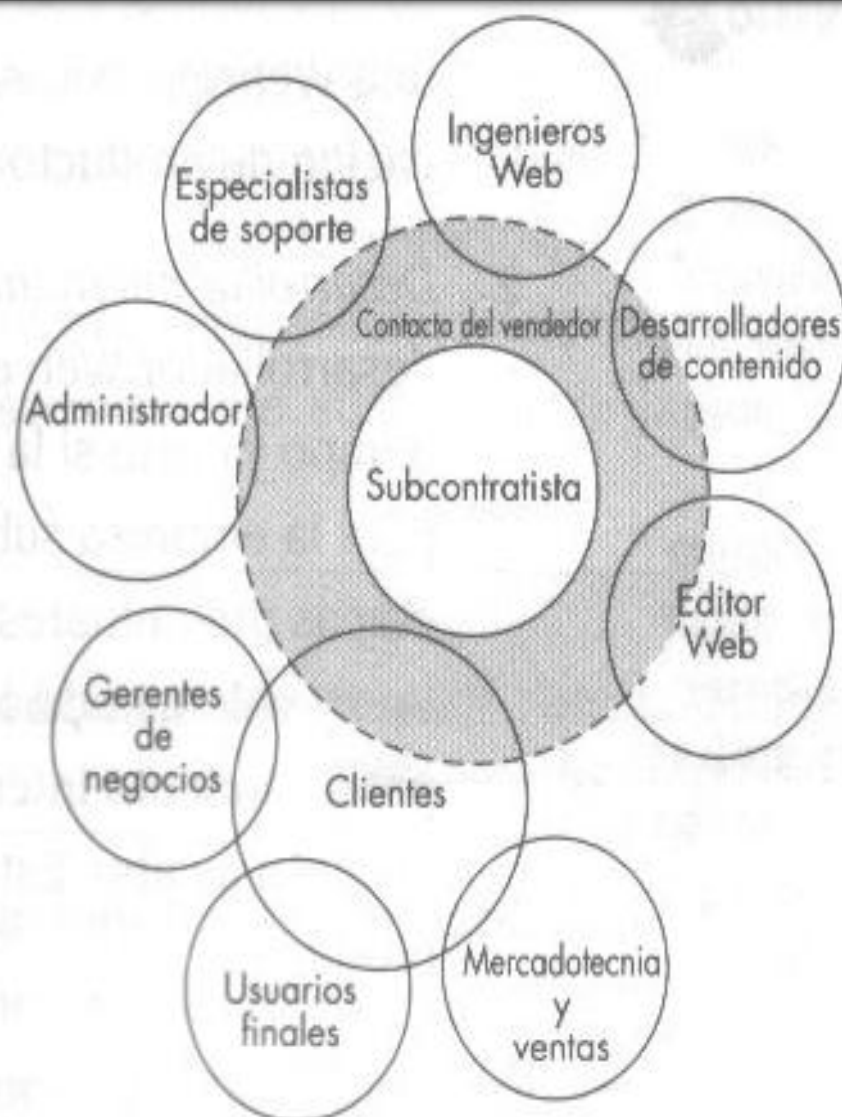 Ingenieros
Web
Especialistas
de soporte
Contacto del vendedor
Desarrolladores
de contenido
Administrador
Subcontratista
Editor
Web
Gerentes
de
negocios
Clientes
Usuarios
finales
Mercadotecnia
y
ventas